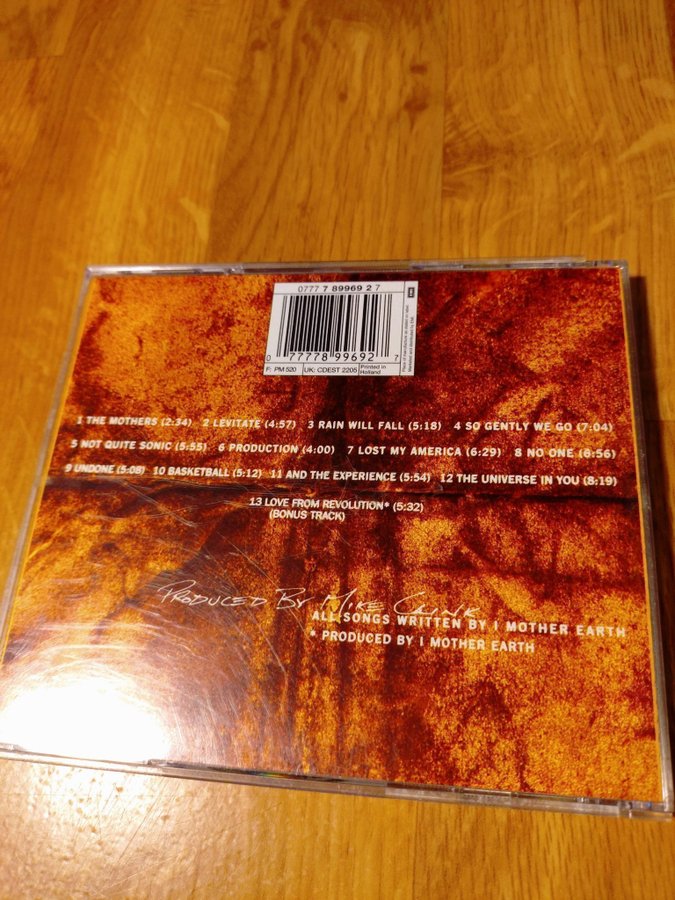 0777 7 89969 2 7
0 77778 99692 7
F: PM 520 UK: CDEST 2205 Printed in Holland
1 THE MOTHERS (2:34) 2 LEVITATE (4:57) 3 RAIN WILL FALL (5:18) 4 SO GENTLY WE GO (7:04)
5 NOT QUITE SONIC (5:55) 6 PRODUCTION (4:00) 7 LOST MY AMERICA (6:29) 8 NO ONE (6:56)
9 UNDONE (5:08) 10 BASKETBALL (5:12) 11 AND THE EXPERIENCE (5:54) 12 THE UNIVERSE IN YOU (8:19)
13 LOVE FROM REVOLUTION* (5:32)
(BONUS TRACK)
PRODUCED BY MIKE CLINK
ALL SONGS WRITTEN BY I MOTHER EARTH
* PRODUCED BY I MOTHER EARTH